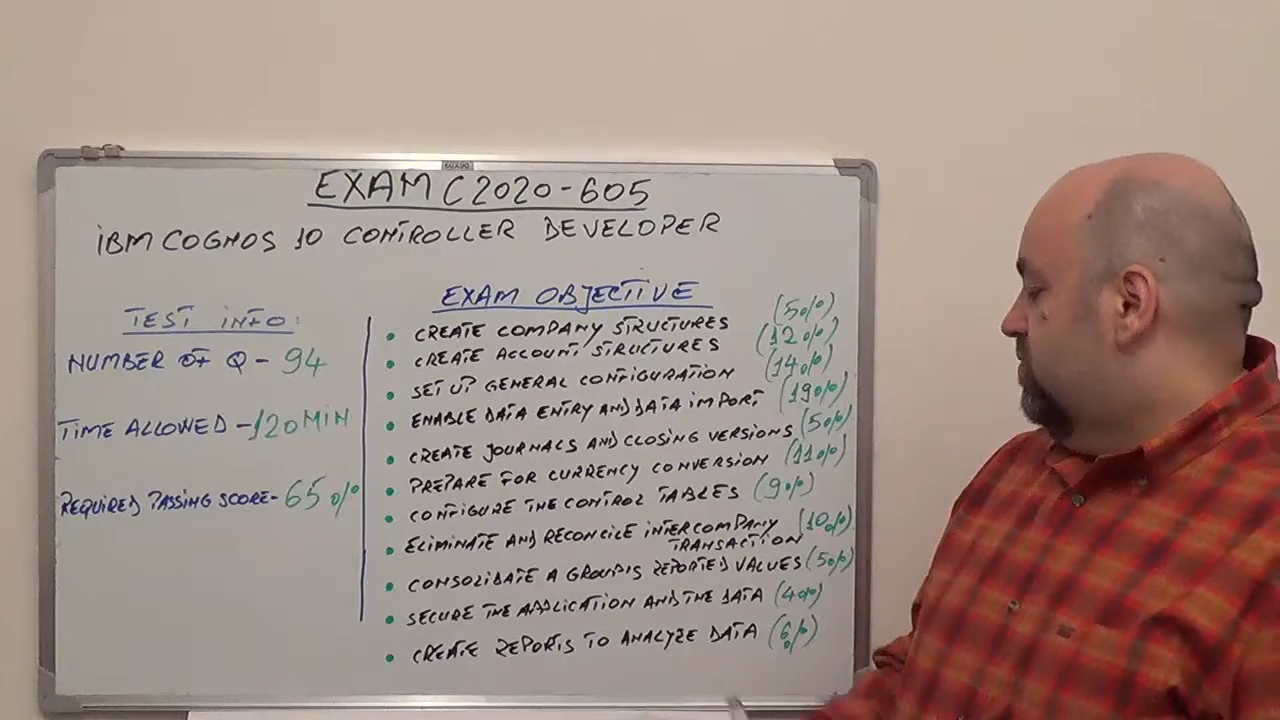 60X90
EXAM C2020-605
IBM COGNOS 10 CONTROLLER DEVELOPER
TEST INFO:
NUMBER OF Q - 94
TIME ALLOWED - 120 MIN
REQUIRED PASSING SCORE - 65%
EXAM OBJECTIVE
• CREATE COMPANY STRUCTURES (5%)
• CREATE ACCOUNT STRUCTURES (12%)
• SET UP GENERAL CONFIGURATION (14%)
• ENABLE DATA ENTRY AND DATA IMPORT (19%)
• CREATE JOURNALS AND CLOSING VERSIONS (5%)
• PREPARE FOR CURRENCY CONVERSION (11%)
• CONFIGURE THE CONTROL TABLES (9%)
• ELIMINATE AND RECONCILE INTERCOMPANY (10%)
TRANSACTION
• CONSOLIDATE A GROUP'S REPORTED VALUES (5%)
• SECURE THE APPLICATION AND THE DATA (4%)
• CREATE REPORTS TO ANALYZE DATA (6%)